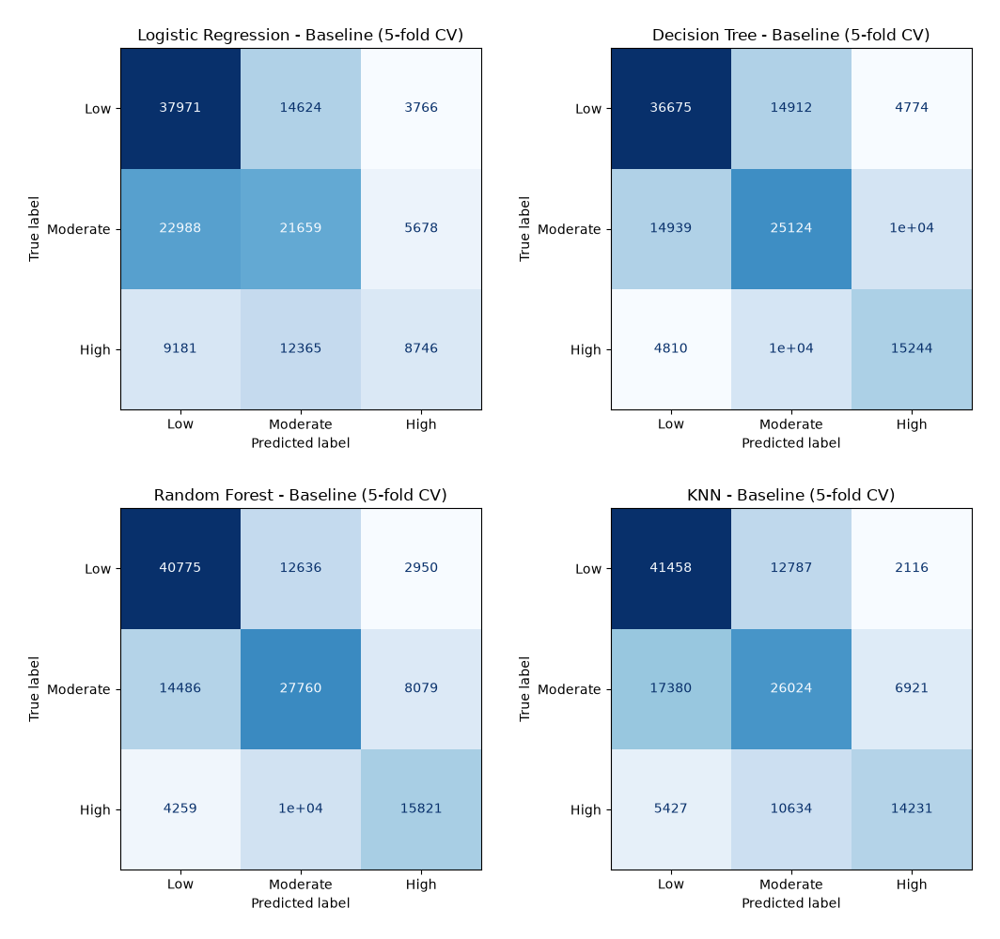 Logistic Regression - Baseline (5-fold CV)
Low
37971 14624 3766
Moderate
22988 21659 5678
High
9181 12365 8746
True label
Low Moderate High
Predicted label
Decision Tree - Baseline (5-fold CV)
Low
36675 14912 4774
Moderate
14939 25124 1e+04
High
4810 1e+04 15244
True label
Low Moderate High
Predicted label
Random Forest - Baseline (5-fold CV)
Low
40775 12636 2950
Moderate
14486 27760 8079
High
4259 1e+04 15821
True label
Low Moderate High
Predicted label
KNN - Baseline (5-fold CV)
Low
41458 12787 2116
Moderate
17380 26024 6921
High
5427 10634 14231
True label
Low Moderate High
Predicted label